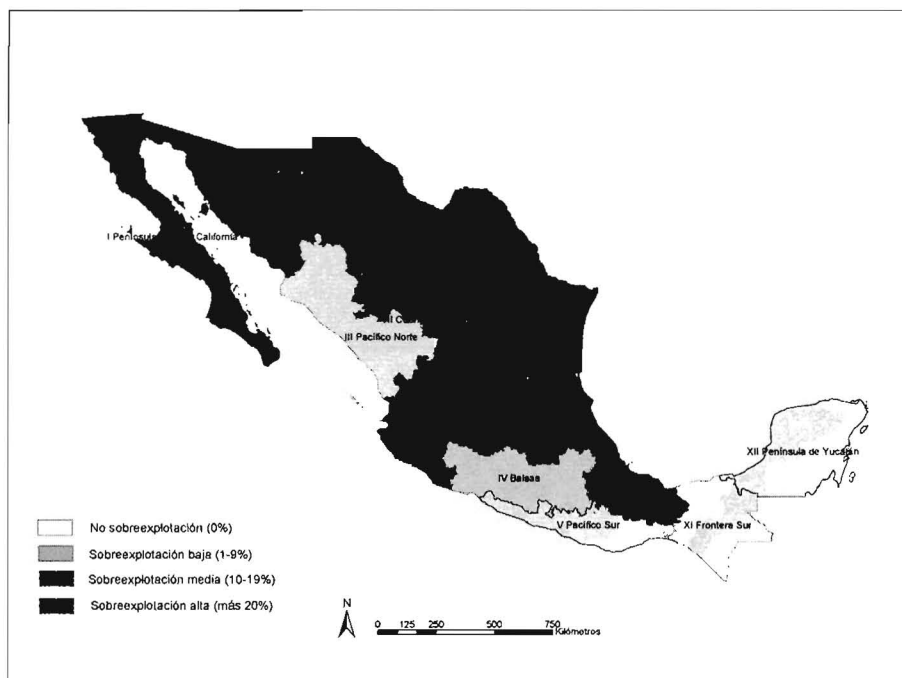 I Península
California
III Pacífico Norte
XII Península de Yucatán
IV Balsas
V Pacífico Sur
XI Frontera Sur
No sobreexplotación (0%)
Sobreexplotación baja (1-9%)
Sobreexplotación media (10-19%)
Sobreexplotación alta (más 20%)
N
0 125 250 500 750
Kilómetros